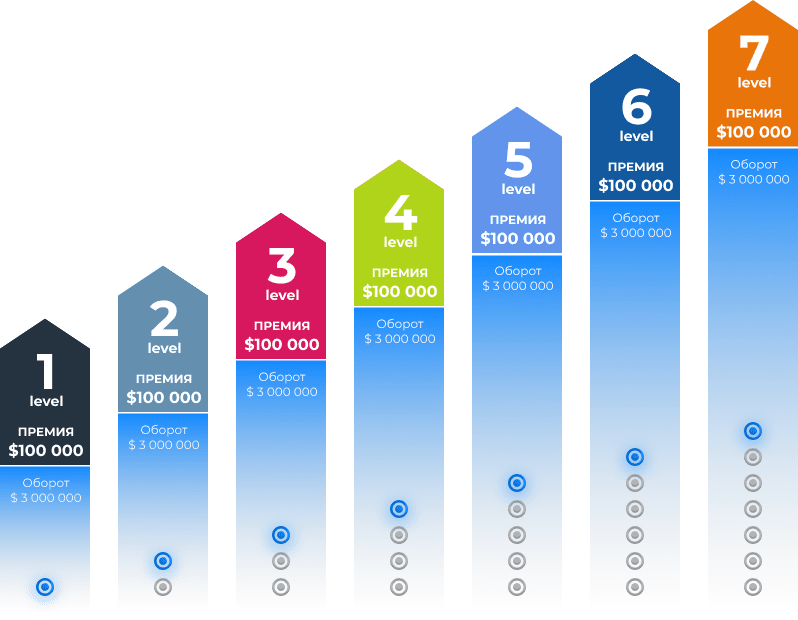 1
level
ПРЕМИЯ
$100 000
Оборот
$ 3 000 000
2
level
ПРЕМИЯ
$100 000
Оборот
$ 3 000 000
3
level
ПРЕМИЯ
$100 000
Оборот
$ 3 000 000
4
level
ПРЕМИЯ
$100 000
Оборот
$ 3 000 000
5
level
ПРЕМИЯ
$100 000
Оборот
$ 3 000 000
6
level
ПРЕМИЯ
$100 000
Оборот
$ 3 000 000
7
level
ПРЕМИЯ
$100 000
Оборот
$ 3 000 000